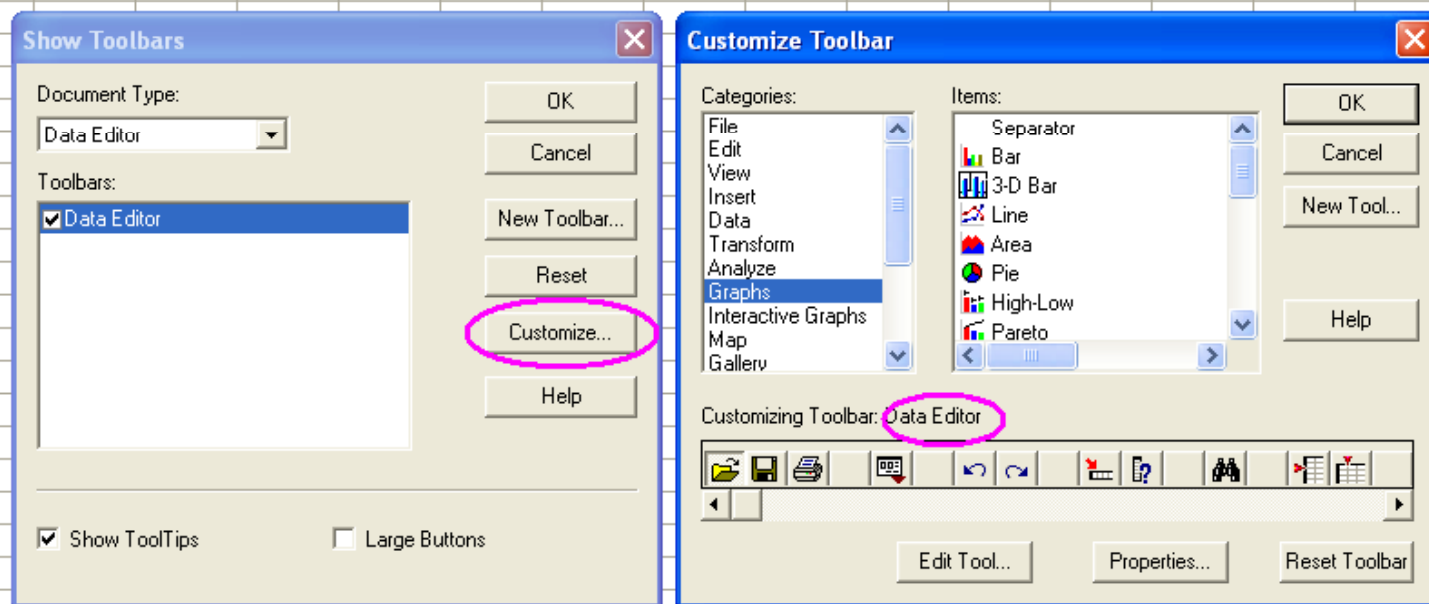 Show Toolbars
Document Type:
Data Editor
Toolbars:
Data Editor
OK
Cancel
New Toolbar...
Reset
Customize...
Help
Show ToolTips
Large Buttons
Customize Toolbar
Categories:
File
Edit
View
Insert
Data
Transform
Analyze
Graphs
Interactive Graphs
Map
Gallery
Items:
Separator
Bar
3-D Bar
Line
Area
Pie
High-Low
Pareto
OK
Cancel
New Tool...
Help
Customizing Toolbar: Data Editor
Edit Tool...
Properties...
Reset Toolbar